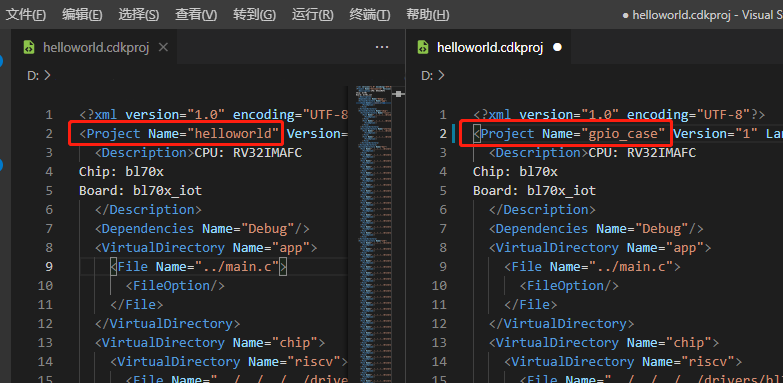 文件(F) 编辑(E) 选择(S) 查看(V) 转到(G) 运行(R) 终端(T) 帮助(H) ● helloworld.cdkproj - Visual S
helloworld.cdkproj × ···
D: >
1 <?xml version="1.0" encoding="UTF-8
2 <Project Name="helloworld" Version=
3 <Description>CPU: RV32IMAFC
4 Chip: bl70x
5 Board: bl70x_iot
6 </Description>
7 <Dependencies Name="Debug"/>
8 <VirtualDirectory Name="app">
9 <File Name="../main.c">
10 <FileOption/>
11 </File>
12 </VirtualDirectory>
13 <VirtualDirectory Name="chip">
14 <VirtualDirectory Name="riscv">
15 <File Name="../../../../drive
helloworld.cdkproj ●
D: >
1 <?xml version="1.0" encoding="UTF-8"?>
2 <Project Name="gpio_case" Version="1" Lan
3 <Description>CPU: RV32IMAFC
4 Chip: bl70x
5 Board: bl70x_iot
6 </Description>
7 <Dependencies Name="Debug"/>
8 <VirtualDirectory Name="app">
9 <File Name="../main.c">
10 <FileOption/>
11 </File>
12 </VirtualDirectory>
13 <VirtualDirectory Name="chip">
14 <VirtualDirectory Name="riscv">
15 <File Name="../../../../drivers/bl